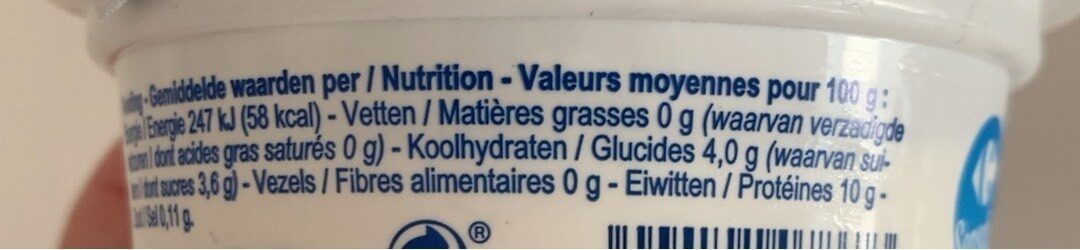 - Gemiddelde waarden per / Nutrition - Valeurs moyennes pour 100 g :
/ Energie 247 kJ (58 kcal) - Vetten / Matières grasses 0 g (waarvan verzadigde
/ dont acides gras saturés 0 g) - Koolhydraten / Glucides 4,0 g (waarvan sui-
/ dont sucres 3,6 g) - Vezels / Fibres alimentaires 0 g - Eiwitten / Protéines 10 g -
/ Sel 0,11 g.
®